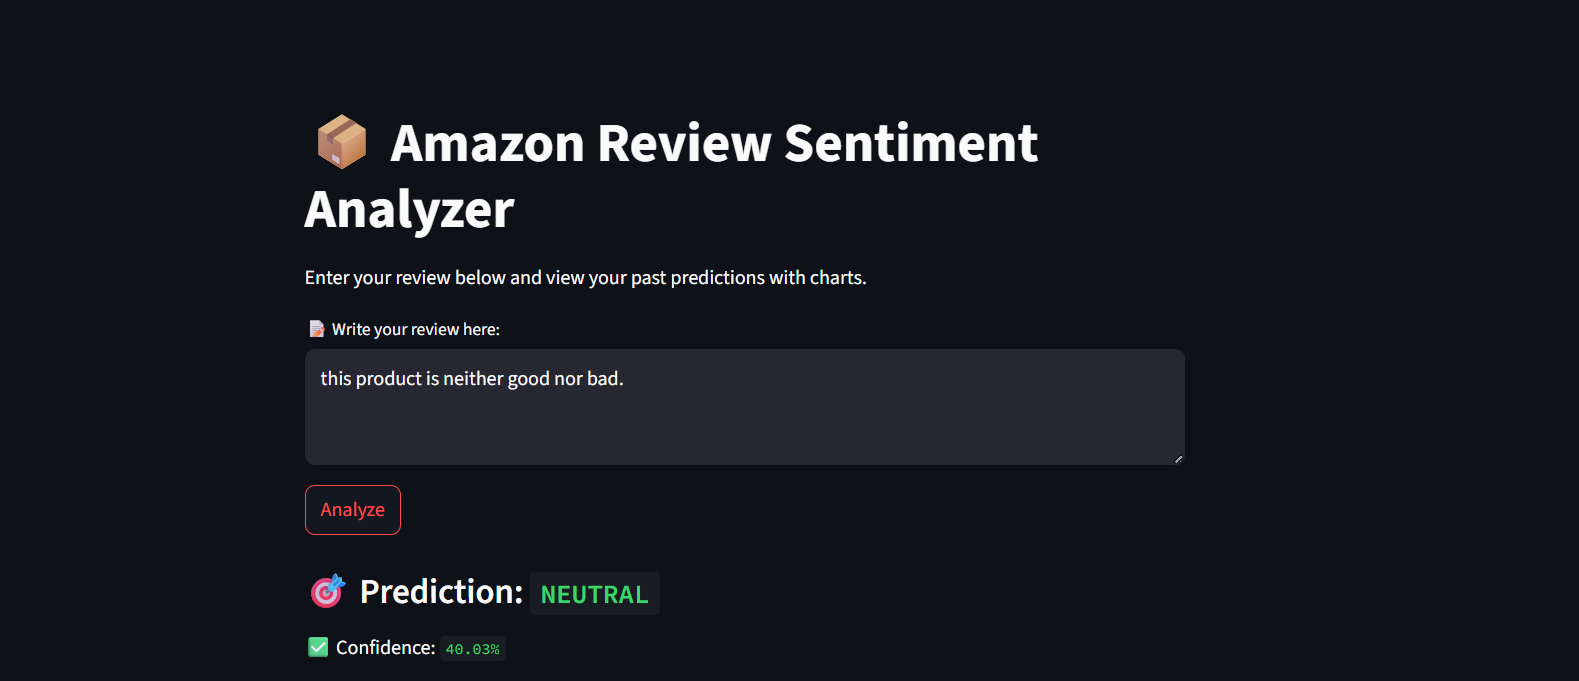 📦 Amazon Review Sentiment
Analyzer
Enter your review below and view your past predictions with charts.
📝 Write your review here:
this product is neither good nor bad.
Analyze
🎯 Prediction: NEUTRAL
✅ Confidence: 40.03%